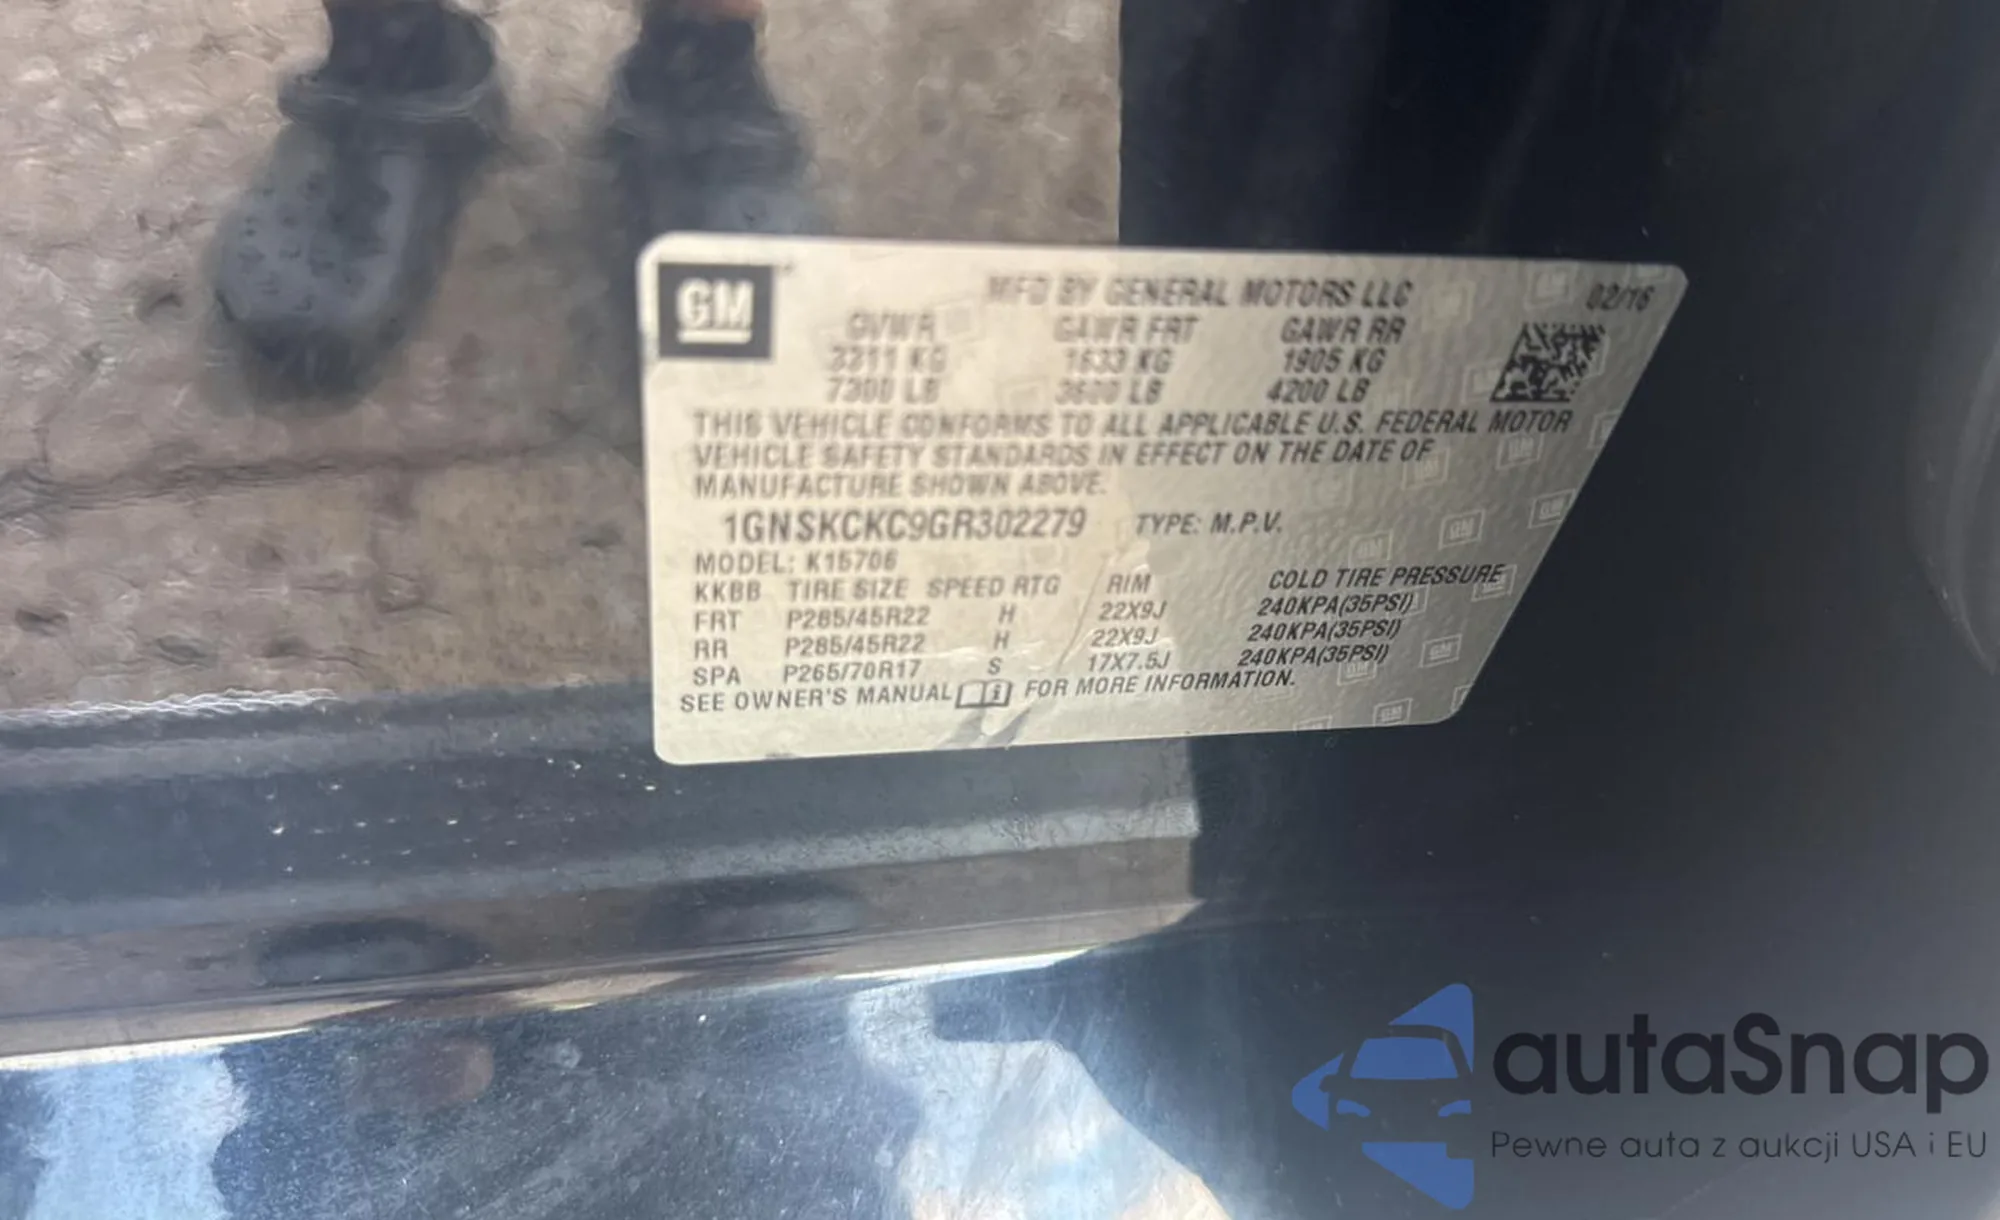 GM
MFD BY GENERAL MOTORS LLC 02/16
GVWR GAWR FRT GAWR RR
3311 KG 1633 KG 1905 KG
7300 LB 3600 LB 4200 LB
THIS VEHICLE CONFORMS TO ALL APPLICABLE U.S. FEDERAL MOTOR
VEHICLE SAFETY STANDARDS IN EFFECT ON THE DATE OF
MANUFACTURE SHOWN ABOVE.
1GNSKCKC9GR302279 TYPE: M.P.V.
MODEL: K15706
KKBB TIRE SIZE SPEED RTG RIM COLD TIRE PRESSURE
FRT P285/45R22 H 22X9J 240KPA(35PSI)
RR P285/45R22 H 22X9J 240KPA(35PSI)
SPA P265/70R17 S 17X7.5J 240KPA(35PSI)
SEE OWNER'S MANUAL FOR MORE INFORMATION.
autaSnap
Pewne auta z aukcji USA i EU